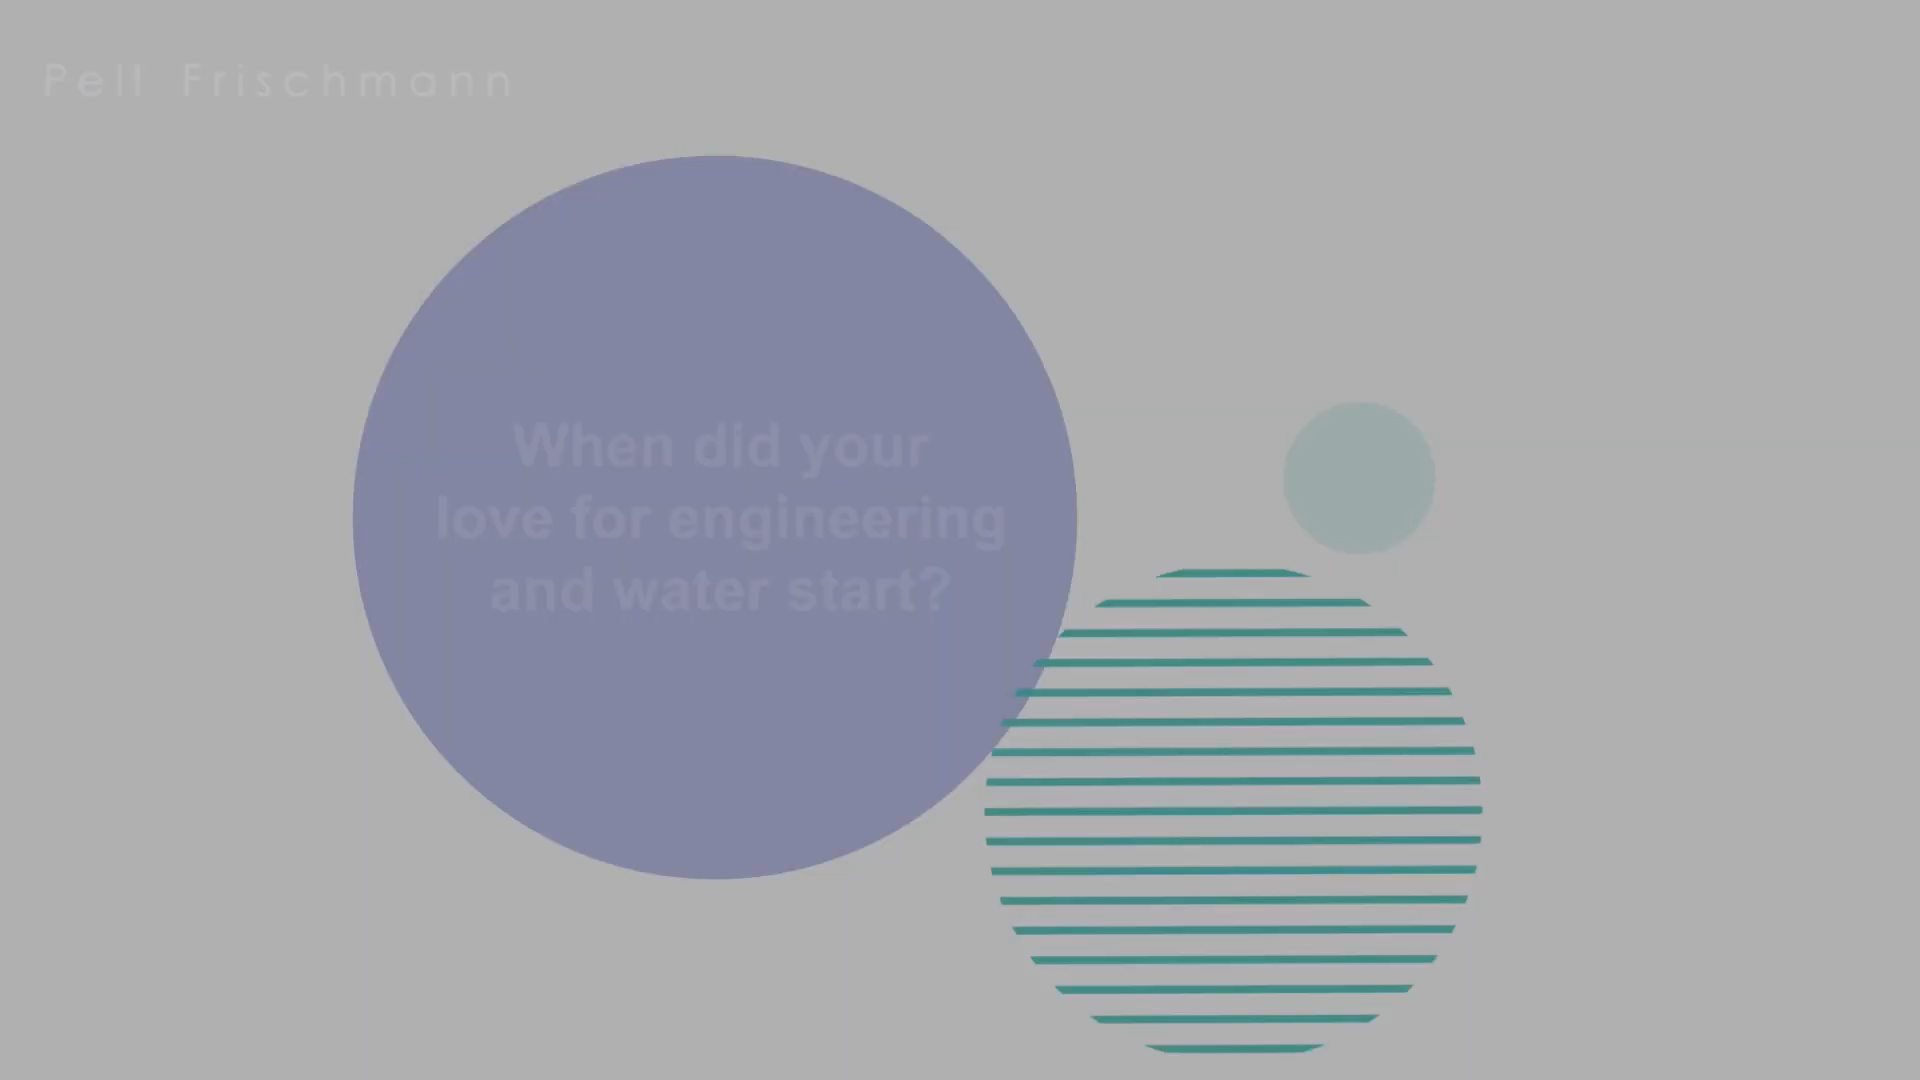 Pell Frischmann
When did your
love for engineering
and water start?